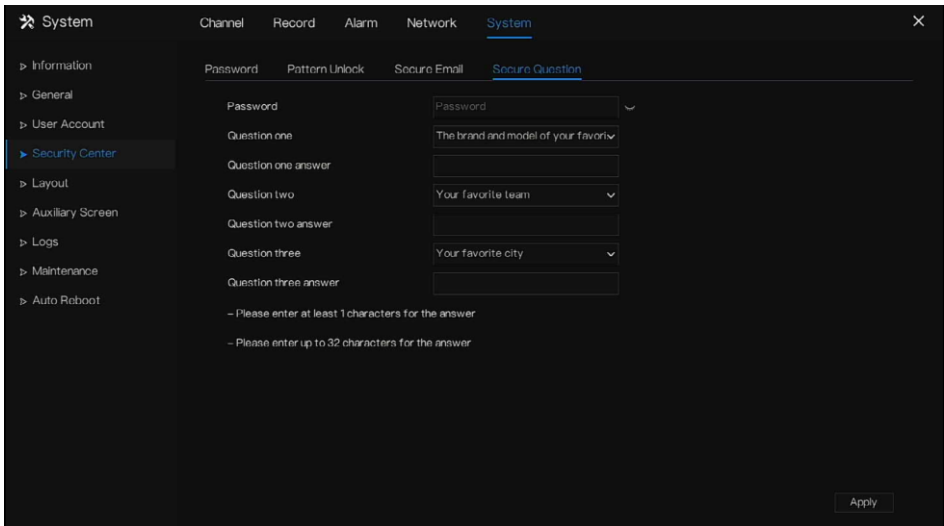 System
Channel Record Alarm Network System
Information
General
User Account
Security Center
Layout
Auxiliary Screen
Logs
Maintenance
Auto Reboot
Password Pattern Unlock Secure Email Secure Question
Password Password
Question one The brand and model of your favori
Question one answer
Question two Your favorite team
Question two answer
Question three Your favorite city
Question three answer
– Please enter at least 1 characters for the answer
– Please enter up to 32 characters for the answer
Apply